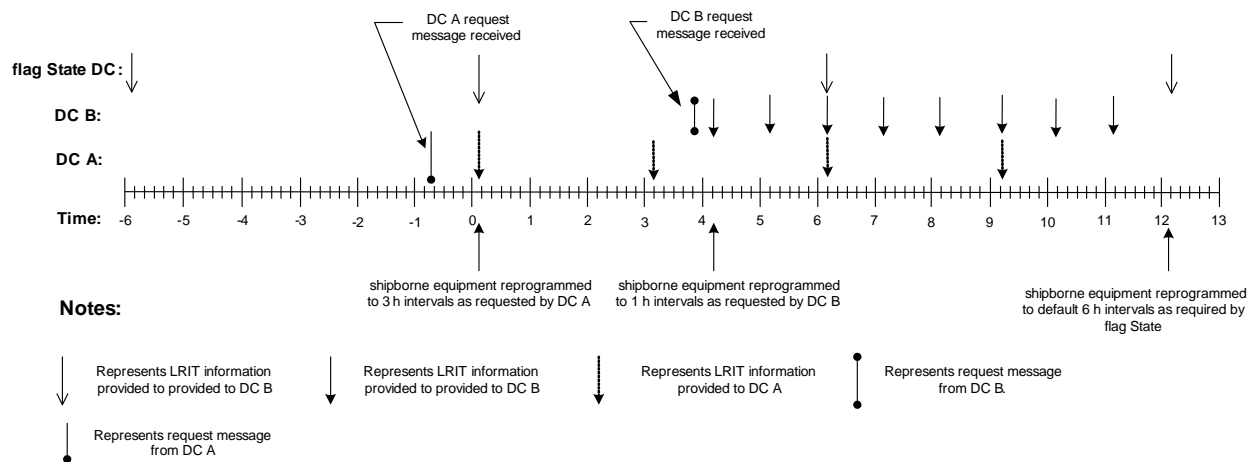 DC A request
message received
DC B request
message received
flag State DC:
DC B:
DC A:
Time:
-6 -5 -4 -3 -2 -1 0 1 2 3 4 5 6 7 8 9 10 11 12 13
shipborne equipment reprogrammed
to 3 h intervals as requested by DC A
shipborne equipment reprogrammed
to 1 h intervals as requested by DC B
shipborne equipment reprogrammed
to default 6 h intervals as required by
flag State
Notes:
Represents LRIT information
provided to provided to DC B
Represents LRIT information
provided to provided to DC B
Represents LRIT information
provided to DC A
Represents request message
from DC B.
Represents request message
from DC A